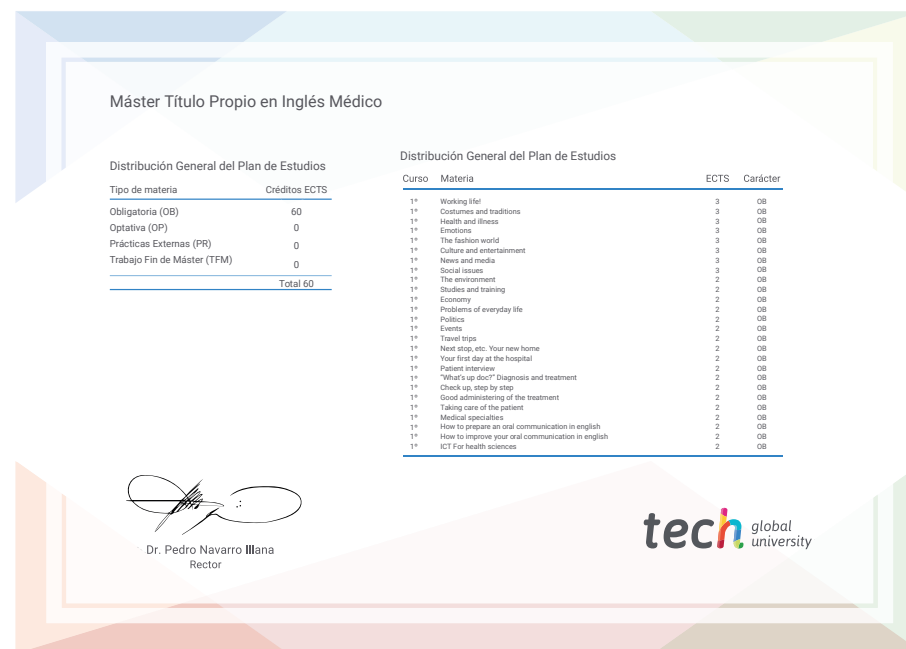 Máster Título Propio en Inglés Médico
Distribución General del Plan de Estudios
Tipo de materia Créditos ECTS
Obligatoria (OB) 60
Optativa (OP) 0
Prácticas Externas (PR) 0
Trabajo Fin de Máster (TFM) 0
Total 60
Distribución General del Plan de Estudios
Curso Materia ECTS Carácter
1º Working life! 3 OB
1º Costumes and traditions 3 OB
1º Health and illness 3 OB
1º Emotions 3 OB
1º The fashion world 3 OB
1º Culture and entertainment 3 OB
1º News and media 3 OB
1º Social issues 3 OB
1º The environment 2 OB
1º Studies and training 2 OB
1º Economy 2 OB
1º Problems of everyday life 2 OB
1º Politics 2 OB
1º Events 2 OB
1º Travel trips 2 OB
1º Next stop, etc. Your new home 2 OB
1º Your first day at the hospital 2 OB
1º Patient interview 2 OB
1º "What's up doc?" Diagnosis and treatment 2 OB
1º Check up, step by step 2 OB
1º Good administering of the treatment 2 OB
1º Taking care of the patient 2 OB
1º Medical specialties 2 OB
1º How to prepare an oral communication in english 2 OB
1º How to improve your oral communication in english 2 OB
1º ICT For health sciences 2 OB
Dr. Pedro Navarro Illana
Rector
tech global
university